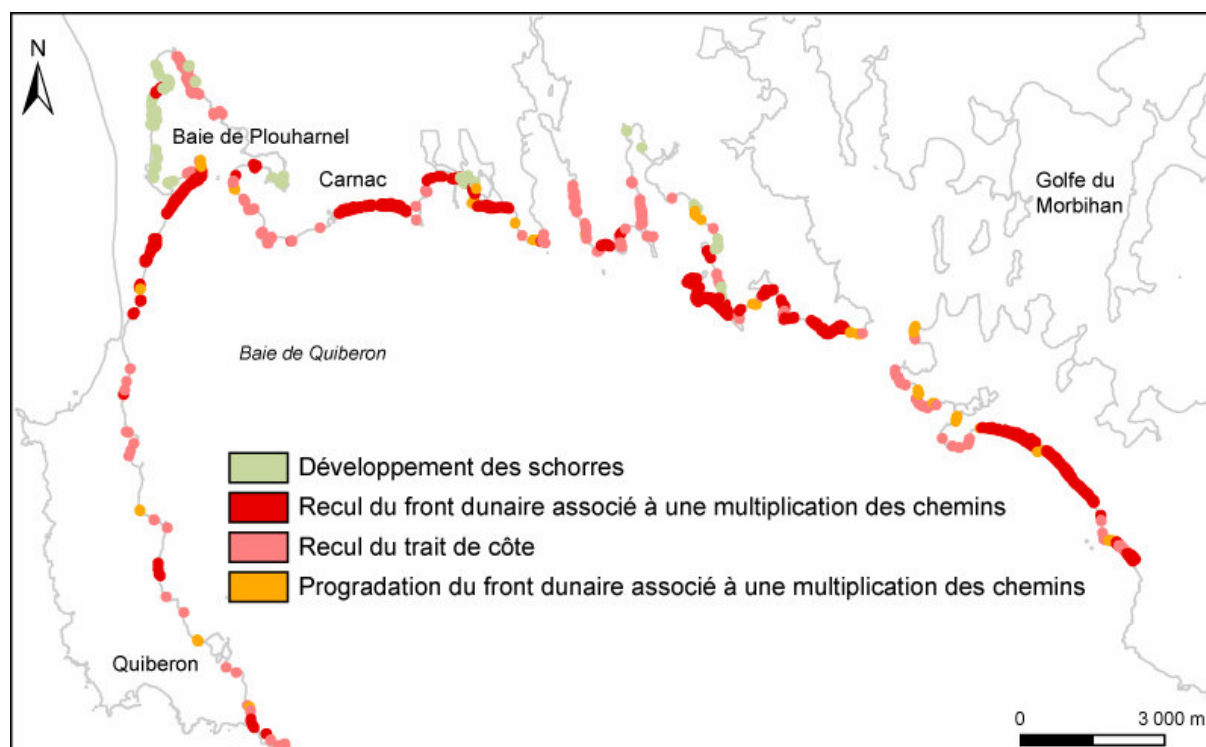 N
Baie de Plouharnel
Carnac
Golfe du
Morbihan
Baie de Quiberon
Développement des schorres
Recul du front dunaire associé à une multiplication des chemins
Recul du trait de côte
Progradation du front dunaire associé à une multiplication des chemins
Quiberon
0 3 000 m